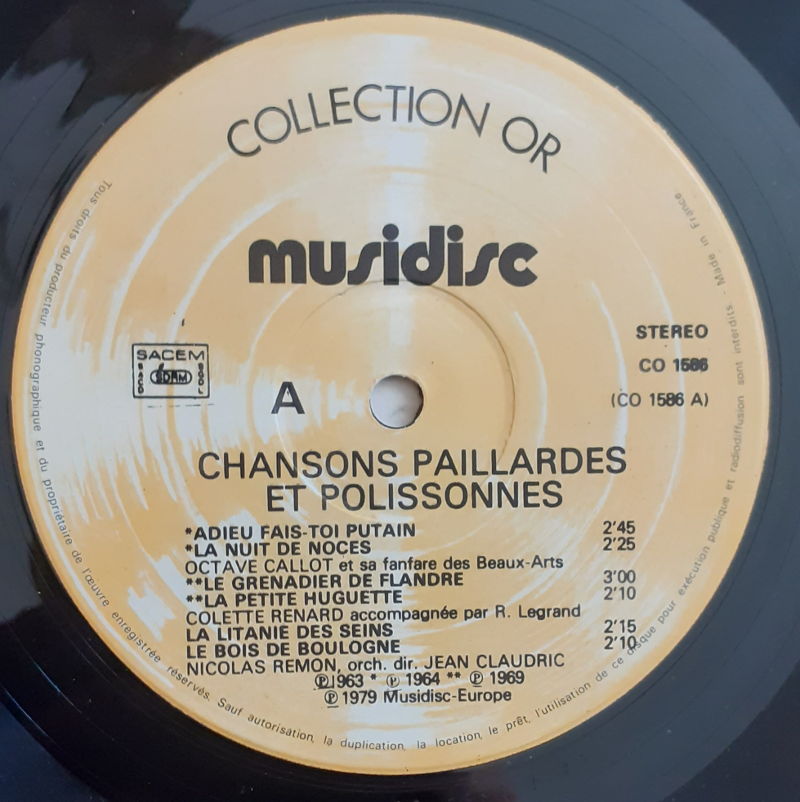 COLLECTION OR
musidisc
STEREO
CO 1586
(CO 1586 A)
SACEM
SACD
SDRM
SGDL
A
CHANSONS PAILLARDES
ET POLISSONNES
*ADIEU FAIS-TOI PUTAIN 2'45
*LA NUIT DE NOCES 2'25
OCTAVE CALLOT et sa fanfare des Beaux-Arts
**LE GRENADIER DE FLANDRE 3'00
**LA PETITE HUGUETTE 2'10
COLETTE RENARD accompagnée par R. Legrand
LA LITANIE DES SEINS 2'15
LE BOIS DE BOULOGNE 2'10
NICOLAS REMON, orch. dir. JEAN CLAUDRIC
℗1963 * ℗ 1964 ** ℗ 1969
℗1979 Musidisc-Europe
Tous droits du producteur phonographique et du propriétaire de l'œuvre enregistrée réservés. Sauf autorisation, la duplication, la location, le prêt, l'utilisation de ce disque pour exécution publique et radiodiffusion sont interdits - Made in France